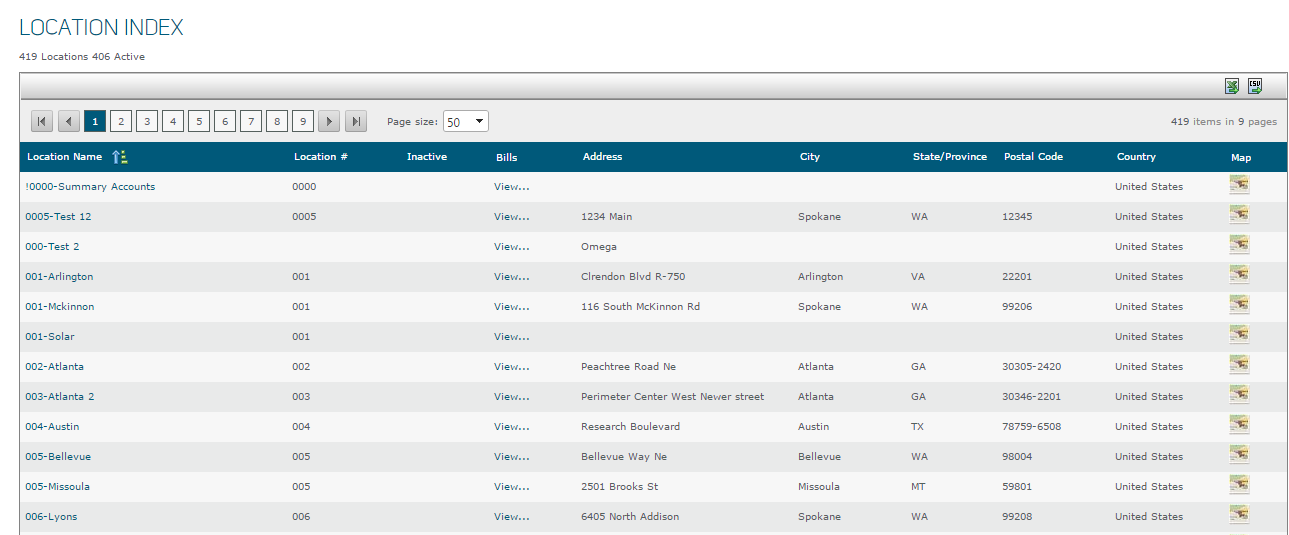 LOCATION INDEX
419 Locations 406 Active
CSV
1 2 3 4 5 6 7 8 9 Page size: 50 419 items in 9 pages
Location Name Location # Inactive Bills Address City State/Province Postal Code Country Map
!0000-Summary Accounts 0000 View... United States
0005-Test 12 0005 View... 1234 Main Spokane WA 12345 United States
000-Test 2 View... Omega United States
001-Arlington 001 View... Clrendon Blvd R-750 Arlington VA 22201 United States
001-Mckinnon 001 View... 116 South McKinnon Rd Spokane WA 99206 United States
001-Solar 001 View... United States
002-Atlanta 002 View... Peachtree Road Ne Atlanta GA 30305-2420 United States
003-Atlanta 2 003 View... Perimeter Center West Newer street Atlanta GA 30346-2201 United States
004-Austin 004 View... Research Boulevard Austin TX 78759-6508 United States
005-Bellevue 005 View... Bellevue Way Ne Bellevue WA 98004 United States
005-Missoula 005 View... 2501 Brooks St Missoula MT 59801 United States
006-Lyons 006 View... 6405 North Addison Spokane WA 99208 United States